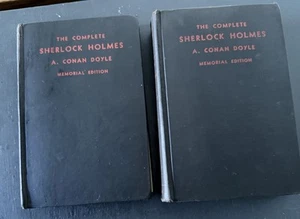 THE COMPLETE
SHERLOCK HOLMES
A. CONAN DOYLE
MEMORIAL EDITION
THE COMPLETE
SHERLOCK HOLMES
A. CONAN DOYLE
MEMORIAL EDITION